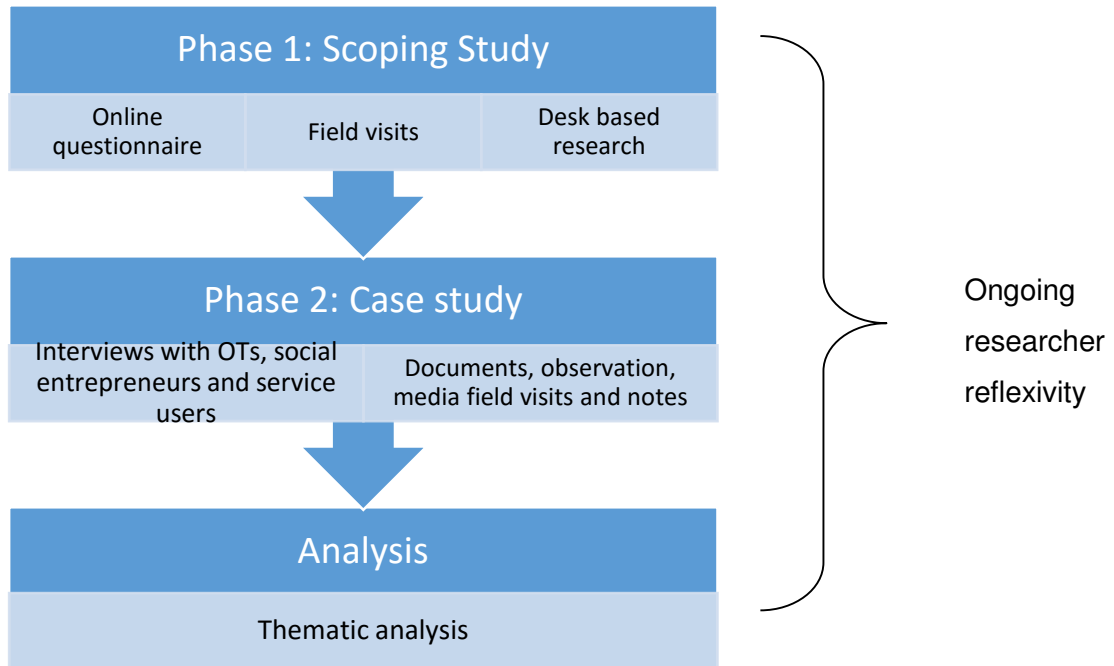 Phase 1: Scoping Study
Online
questionnaire
Field visits
Desk based
research
Phase 2: Case study
Interviews with OTs, social
entrepreneurs and service
users
Documents, observation,
media field visits and notes
Analysis
Thematic analysis
Ongoing
researcher
reflexivity